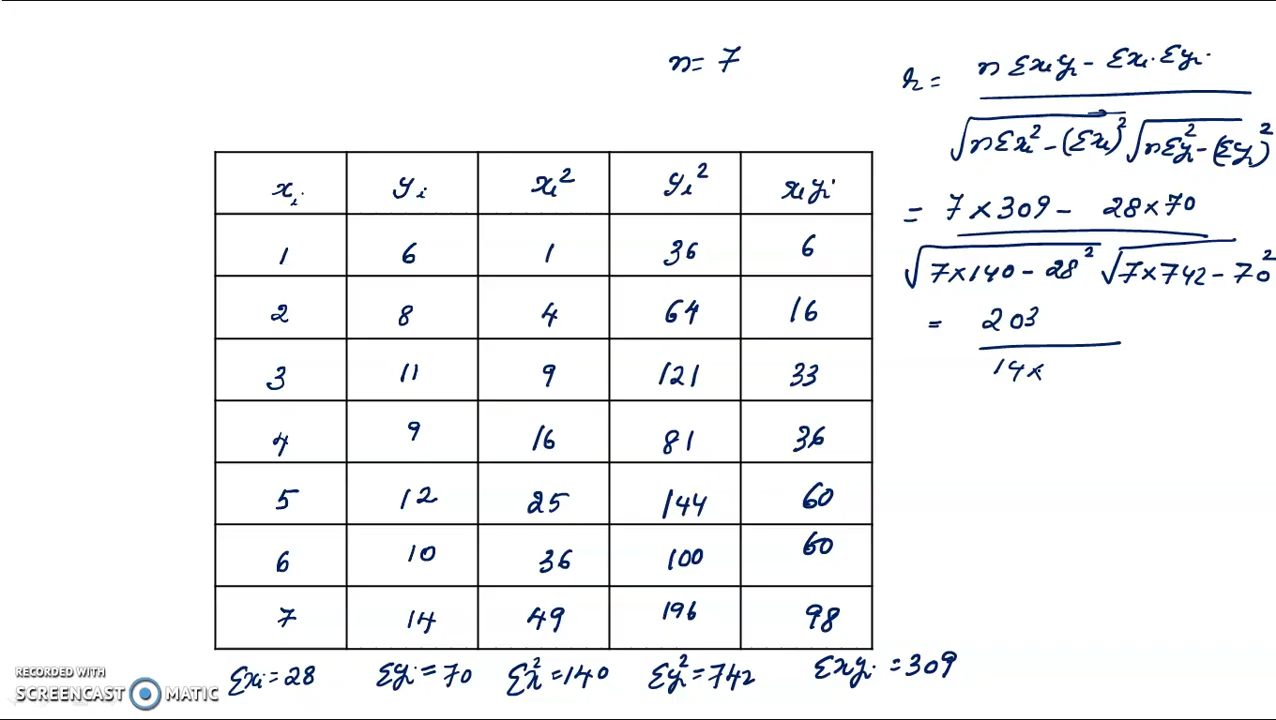 n = 7
r = n Σxiyi - Σxi . Σyi
√nΣxi² - (Σxi)² √nΣyi² - (Σyi)²
xi yi xi² yi² xiyi
= 7 × 309 - 28 × 70
1 6 1 36 6
√7×140 - 28² √7×742 - 70²
2 8 4 64 16
= 203
3 11 9 121 33
14×
4 9 16 81 36
5 12 25 144 60
6 10 36 100 60
7 14 49 196 98
Σxi = 28 Σyi = 70 Σxi² = 140 Σyi² = 742 Σxiyi = 309
RECORDED WITH
SCREENCAST MATIC